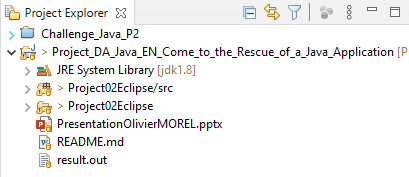 Project Explorer
Challenge_Java_P2
> Project_DA_Java_EN_Come_to_the_Rescue_of_a_Java_Application [P
JRE System Library [jdk1.8]
> Project02Eclipse/src
> Project02Eclipse
PresentationOlivierMOREL.pptx
README.md
result.out